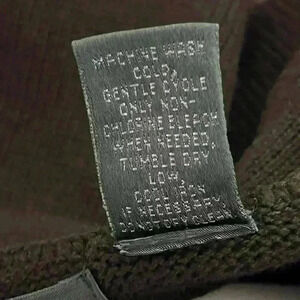 MACHINE WASH
COLD,
GENTLE CYCLE
ONLY NON-
CHLORINE BLEACH
WHEN NEEDED,
TUMBLE DRY
LOW,
COOL IRON
IF NECESSARY,
DO NOT DRY CLEAN